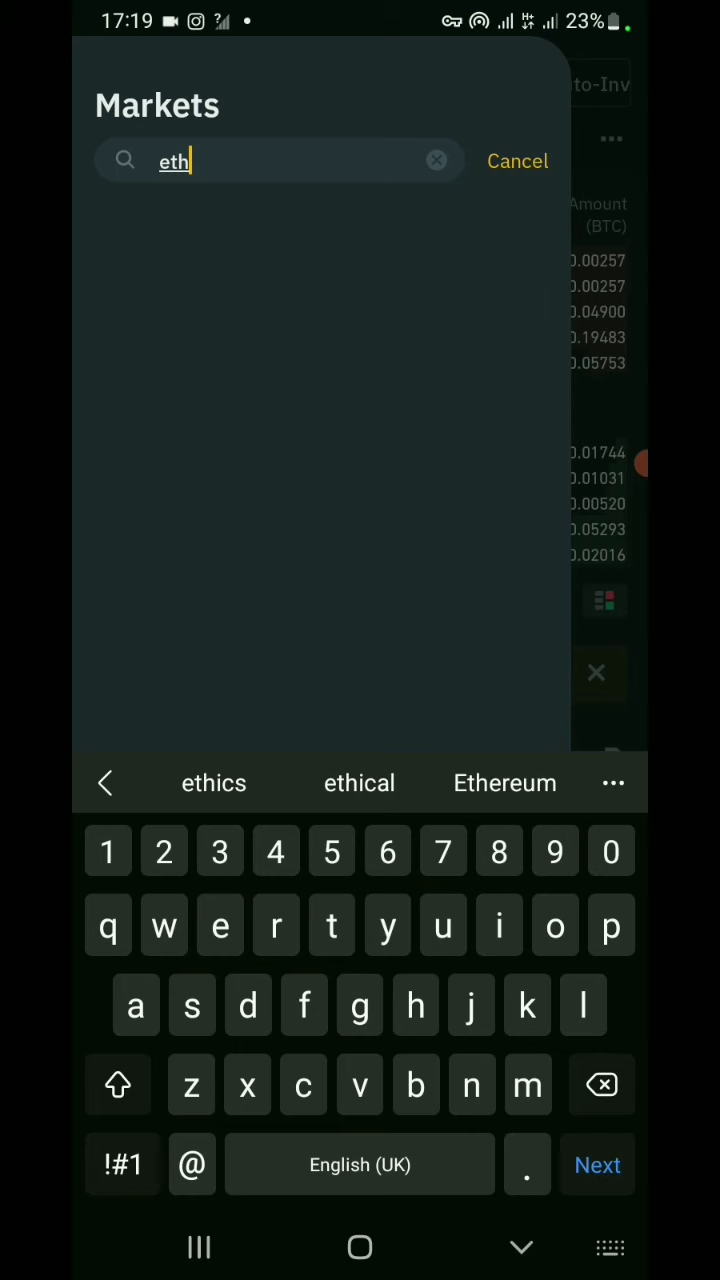 17:19 23%
to-Inv
Markets
eth Cancel
Amount
(BTC)
0.00257
0.00257
0.04900
0.19483
0.05753
0.01744
0.01031
0.00520
0.05293
0.02016
ethics ethical Ethereum
1 2 3 4 5 6 7 8 9 0
q w e r t y u i o p
a s d f g h j k l
z x c v b n m
!#1 @ English (UK) . Next